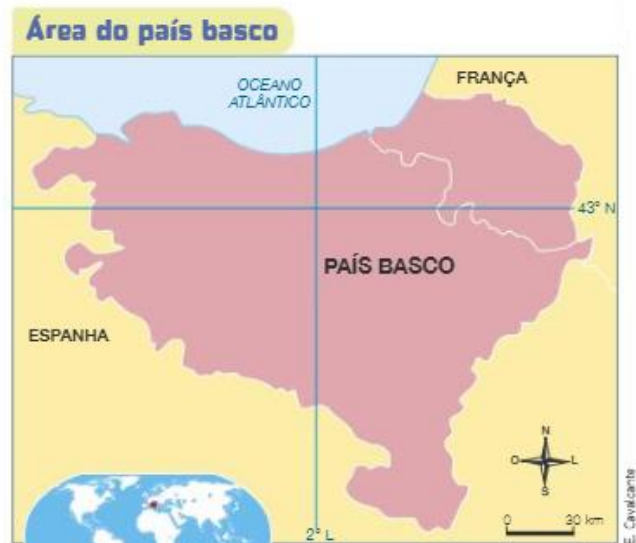 Área do país basco
OCEANO
ATLÂNTICO
FRANÇA
43° N
PAÍS BASCO
ESPANHA
N
O
L
S
0 30 km
2° L
E. Cavalcante